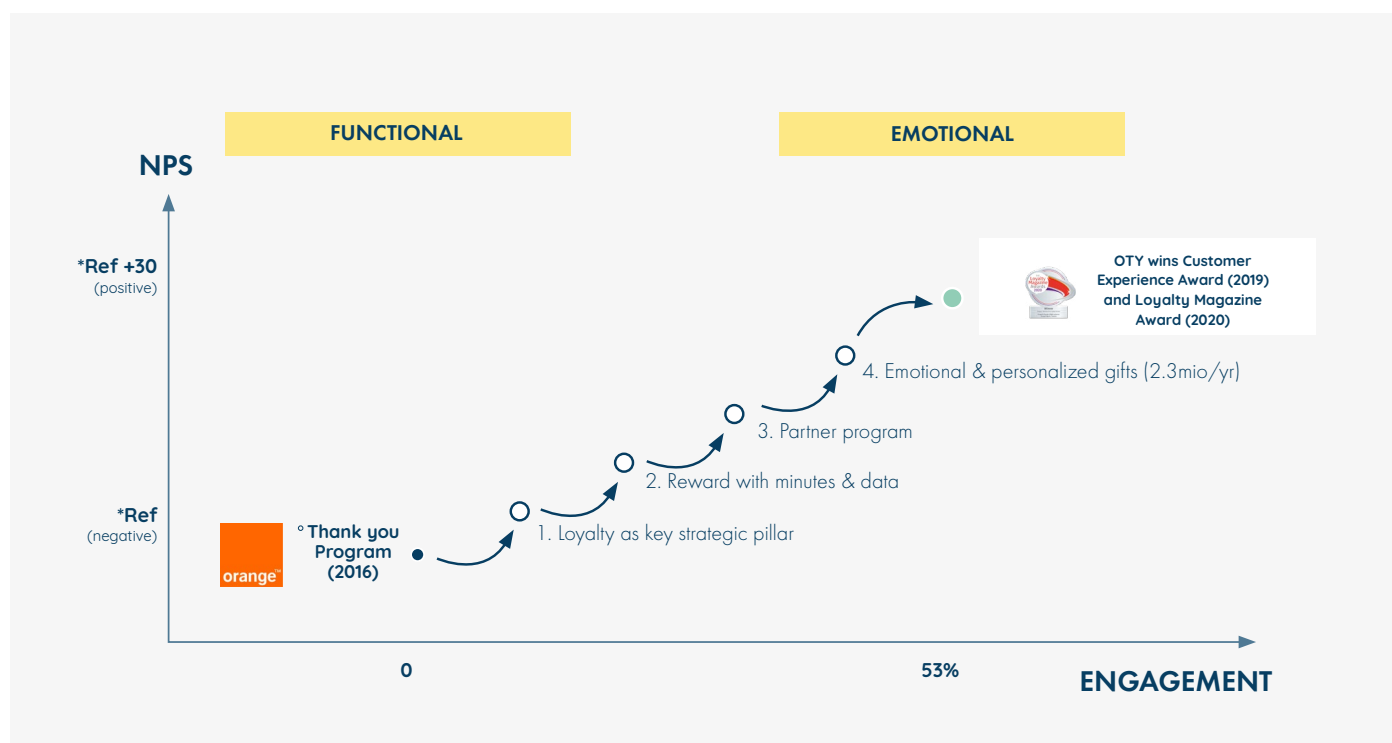 FUNCTIONAL
EMOTIONAL
NPS
*Ref +30
(positive)
OTY wins Customer
Experience Award (2019)
and Loyalty Magazine
Award (2020)
4. Emotional & personalized gifts (2.3mio/yr)
3. Partner program
2. Reward with minutes & data
1. Loyalty as key strategic pillar
*Ref
(negative)
orange™
° Thank you
Program
(2016)
0
53%
ENGAGEMENT